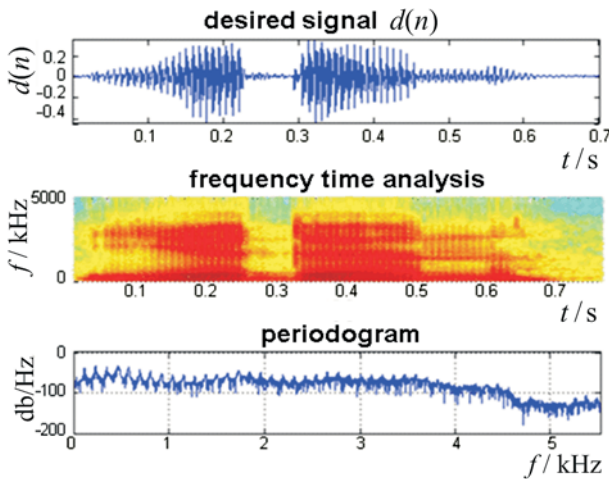 desired signal d(n)
d(n)
0.2
0
-0.2
-0.4
0.1 0.2 0.3 0.4 0.5 0.6 0.7
t / s
frequency time analysis
f / kHz
5000
0
0.1 0.2 0.3 0.4 0.5 0.6 0.7
t / s
periodogram
db/Hz
0
-100
-200
0 1 2 3 4 5
f / kHz